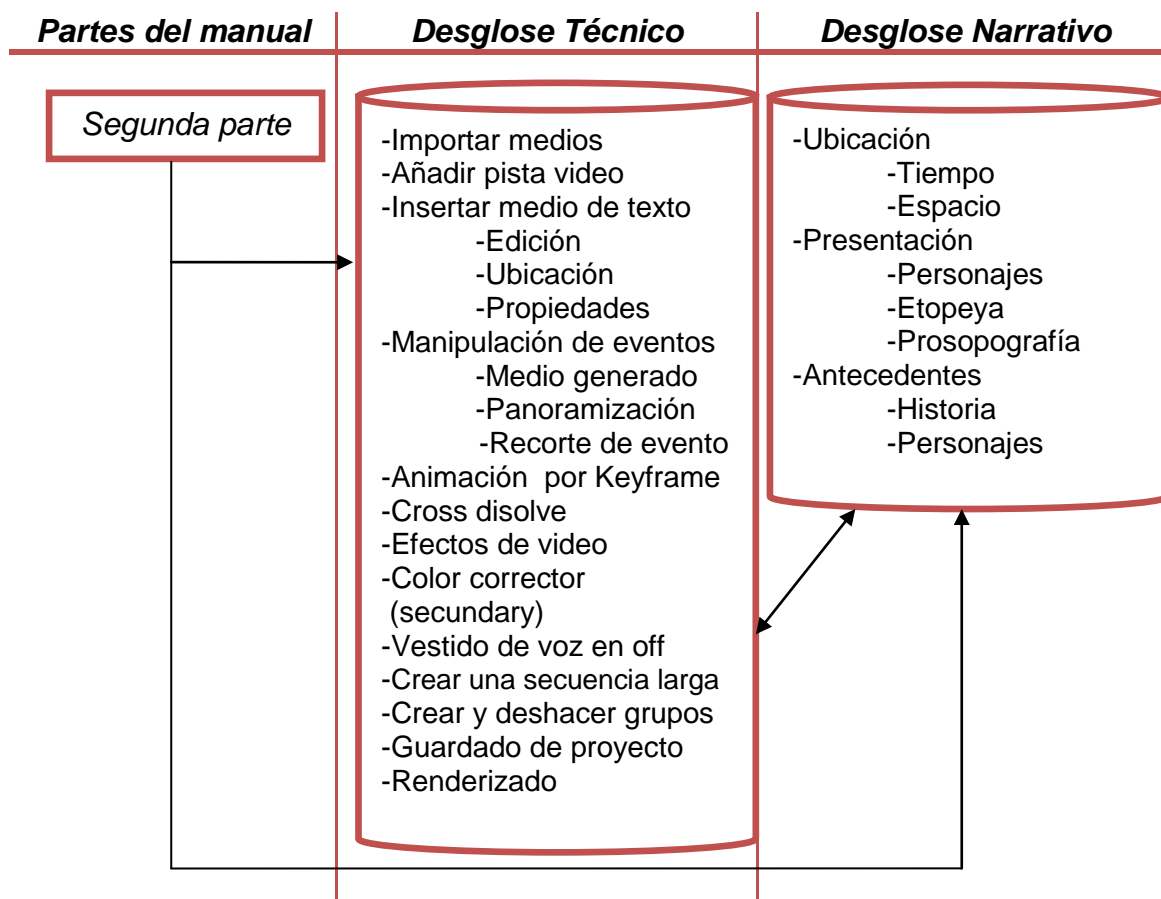 Partes del manual
Desglose Técnico
Desglose Narrativo
Segunda parte
-Importar medios
-Añadir pista video
-Insertar medio de texto
-Edición
-Ubicación
-Propiedades
-Manipulación de eventos
-Medio generado
-Panoramización
-Recorte de evento
-Animación  por Keyframe
-Cross disolve
-Efectos de video
-Color corrector
(secundary)
-Vestido de voz en off
-Crear una secuencia larga
-Crear y deshacer grupos
-Guardado de proyecto
-Renderizado
-Ubicación
-Tiempo
-Espacio
-Presentación
-Personajes
-Etopeya
-Prosopografía
-Antecedentes
-Historia
-Personajes